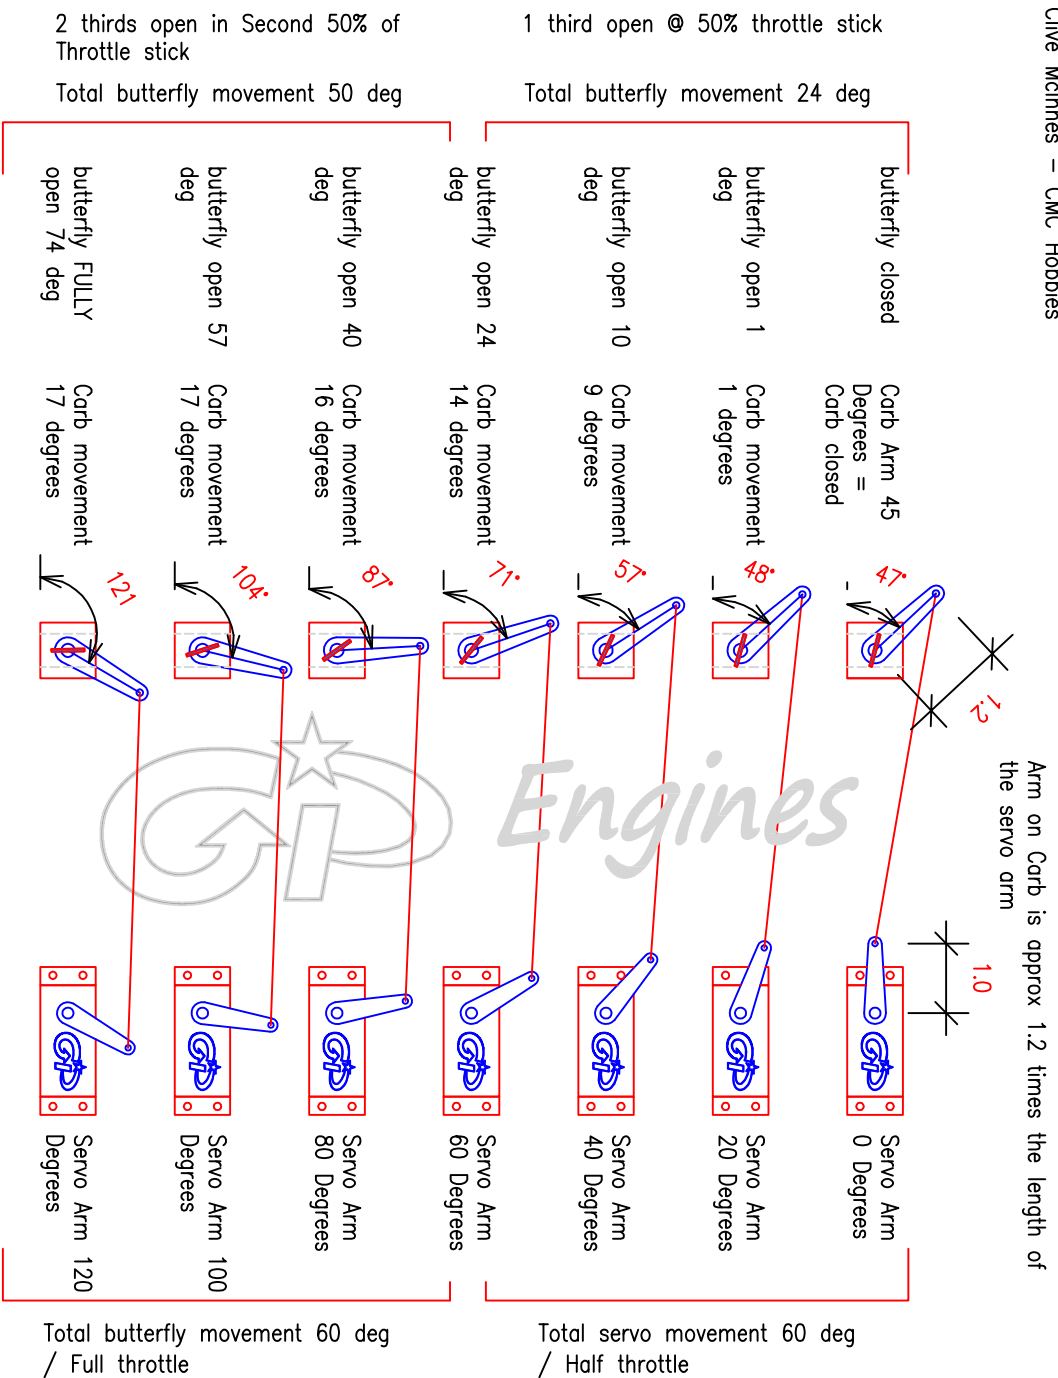 2 thirds open in Second 50% of
Throttle stick
Total butterfly movement 50 deg
1 third open @ 50% throttle stick
Total butterfly movement 24 deg
Clive McInnes - CMC Hobbies
butterfly closed
butterfly open 1
deg
butterfly open 10
deg
butterfly open 24
deg
butterfly open 40
deg
butterfly open 57
deg
butterfly FULLY
open 74 deg
Carb Arm 45
Degrees =
Carb closed
Carb movement
1 degrees
Carb movement
9 degrees
Carb movement
14 degrees
Carb movement
16 degrees
Carb movement
17 degrees
Carb movement
17 degrees
47°
48°
57°
71°
87°
104°
121
1.2
Arm on Carb is approx 1.2 times the length of
the servo arm
GP Engines
1.0
Servo Arm
0 Degrees
Servo Arm
20 Degrees
Servo Arm
40 Degrees
Servo Arm
60 Degrees
Servo Arm
80 Degrees
Servo Arm 100
Degrees
Servo Arm 120
Degrees
Total butterfly movement 60 deg
/ Full throttle
Total servo movement 60 deg
/ Half throttle